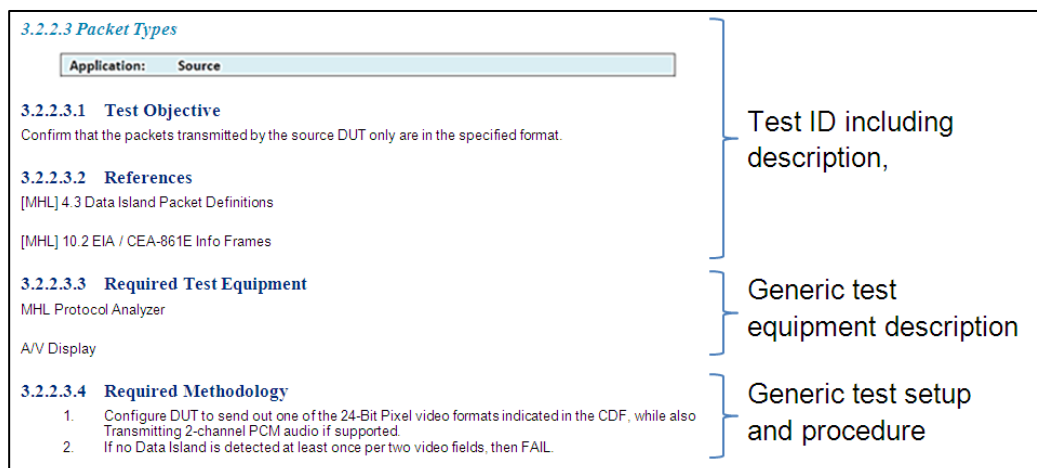 3.2.2.3 Packet Types
Application: Source
3.2.2.3.1 Test Objective
Confirm that the packets transmitted by the source DUT only are in the specified format.
3.2.2.3.2 References
[MHL] 4.3 Data Island Packet Definitions
[MHL] 10.2 EIA / CEA-861E Info Frames
Test ID including
description,
3.2.2.3.3 Required Test Equipment
MHL Protocol Analyzer
A/V Display
Generic test
equipment description
3.2.2.3.4 Required Methodology
1. Configure DUT to send out one of the 24-Bit Pixel video formats indicated in the CDF, while also
Transmitting 2-channel PCM audio if supported.
2. If no Data Island is detected at least once per two video fields, then FAIL.
Generic test setup
and procedure